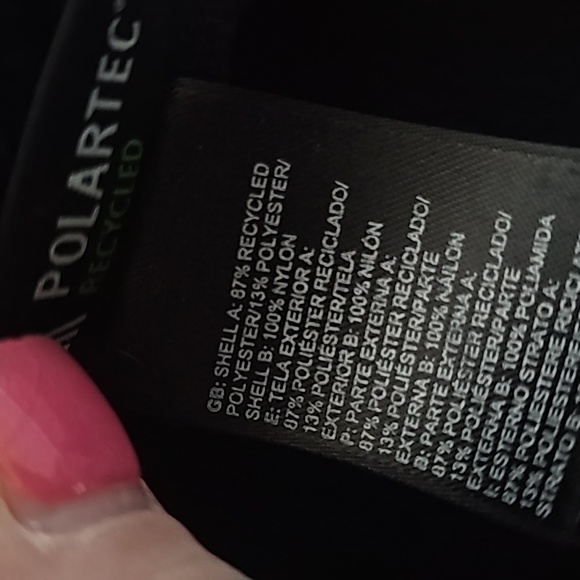 POLARTEC
RECYCLED
GB: SHELL A: 87% RECYCLED
POLYESTER/13% POLYESTER/
SHELL B: 100% NYLON
E: TELA EXTERIOR A:
87% POLIÉSTER RECICLADO/
13% POLIÉSTER/TELA
EXTERIOR B: 100% NILÓN
P: PARTE EXTERNA A:
87% POLIÉSTER RECICLADO/
13% POLIÉSTER/PARTE
EXTERNA B: 100% NÁILON
B: PARTE EXTERNA A:
87% POLIÉSTER RECICLADO/
13% POLIÉSTER/PARTE
EXTERNA B: 100% POLIAMIDA
I: ESTERNO STRATO A:
87% POLIESTERE
13% POLIESTERE
STRATO